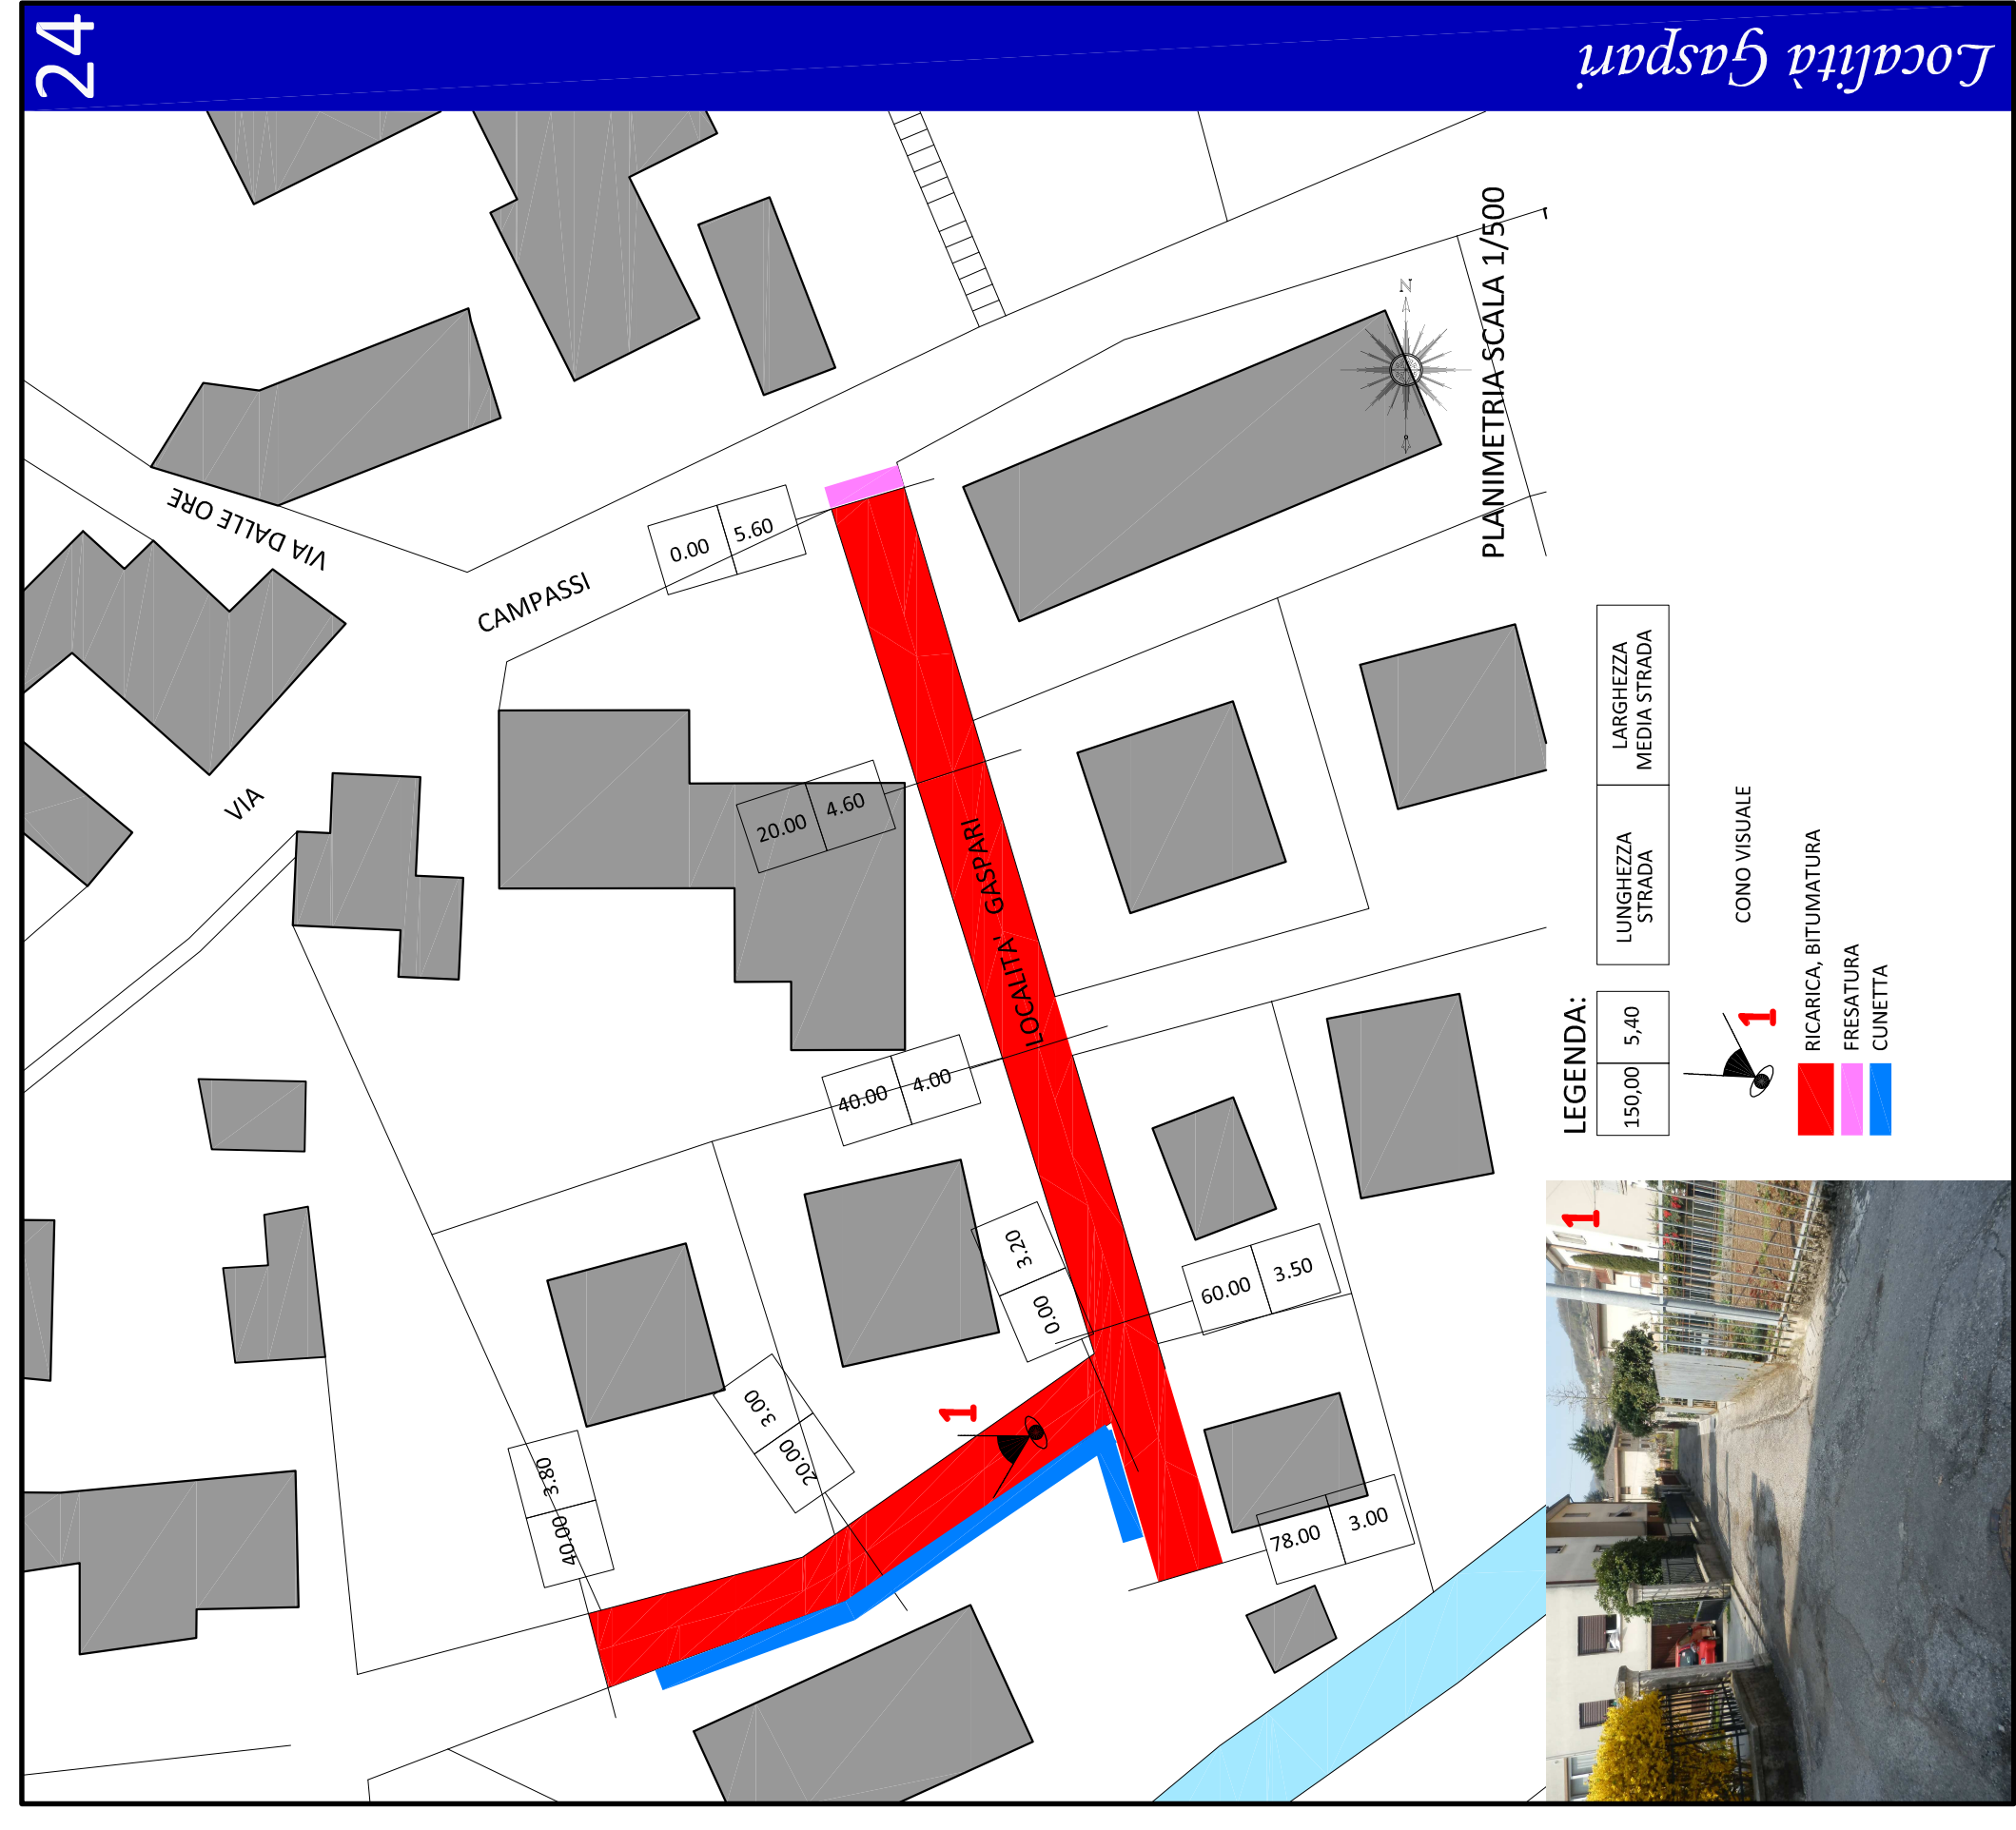 24
Località Gaspari
VIA DALLE ORE
VIA
CAMPASSI
LOCALITA' GASPARI
0.00
5.60
20.00
4.60
40.00
4.00
60.00
3.50
78.00
3.00
0.00
3.20
20.00
3.00
40.00
3.80
1
N
PLANIMETRIA SCALA 1/500
LEGENDA:
150,00
5,40
LUNGHEZZA
STRADA
LARGHEZZA
MEDIA STRADA
1
CONO VISUALE
RICARICA, BITUMATURA
FRESATURA
CUNETTA
1